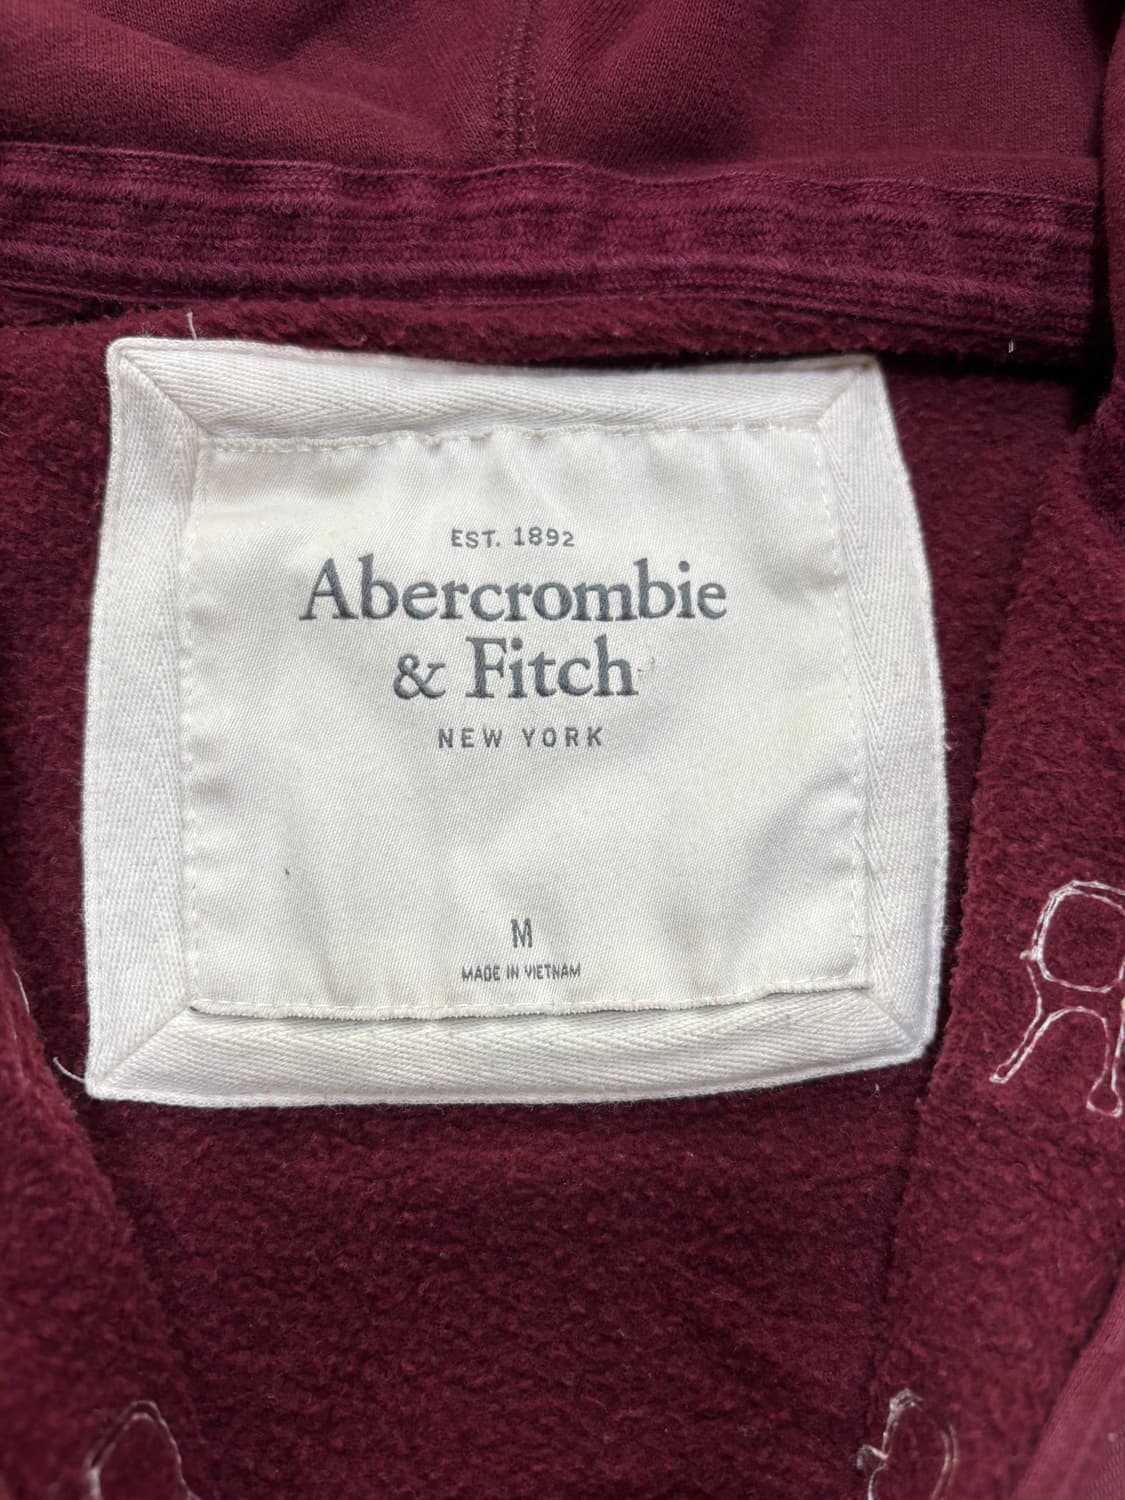 EST. 1892
Abercrombie
& Fitch
NEW YORK
M
MADE IN VIETNAM